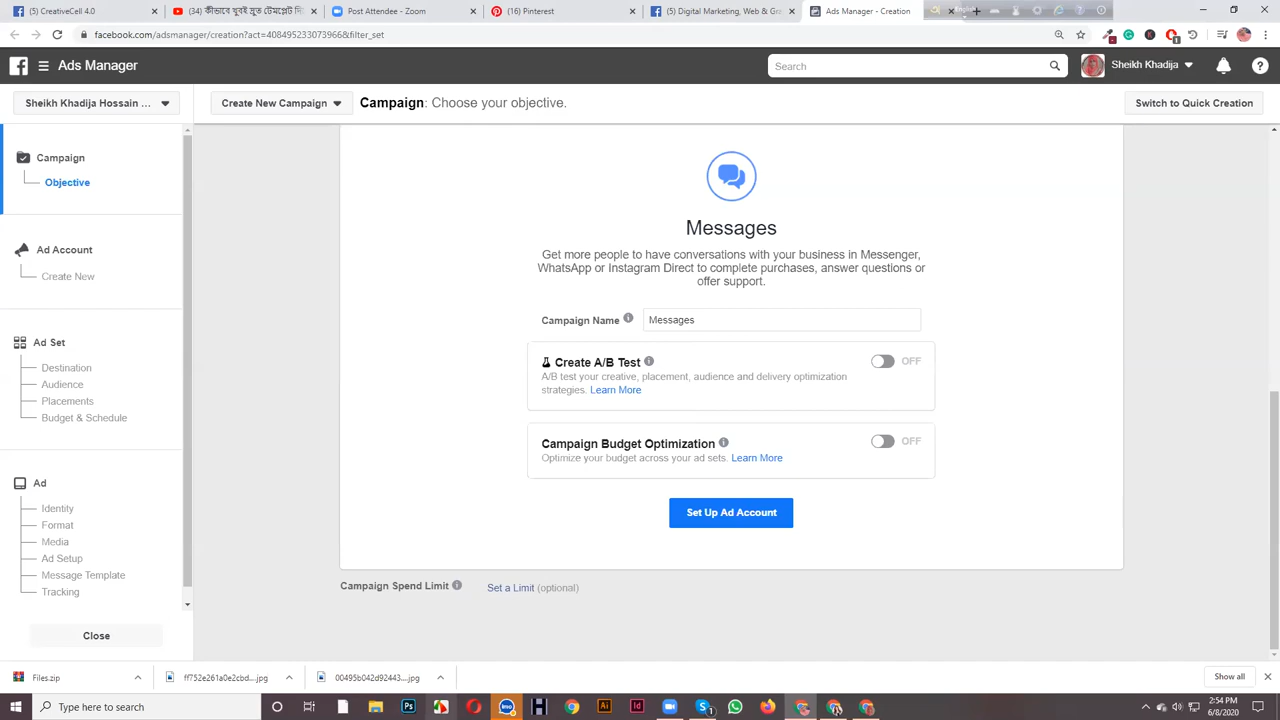 (5) CreativeCell 4.0
(34) কীভাবে খুবই দ্রুত টেমপ্লেট দি
Post Attendee - Zoom
(16) Pinterest
(5) Digital Marketing, Web & Gr
Ads Manager - Creation
facebook.com/adsmanager/creation?act=408495233073966&filter_set
Ads Manager
Search
Sheikh Khadija
Sheikh Khadija Hossain ...
Create New Campaign
Campaign: Choose your objective.
Switch to Quick Creation
Campaign
Objective
Ad Account
Create New
Ad Set
Destination
Audience
Placements
Budget & Schedule
Ad
Identity
Format
Media
Ad Setup
Message Template
Tracking
Close
Messages
Get more people to have conversations with your business in Messenger,
WhatsApp or Instagram Direct to complete purchases, answer questions or
offer support.
Campaign Name
Messages
Create A/B Test
OFF
A/B test your creative, placement, audience and delivery optimization
strategies. Learn More
Campaign Budget Optimization
OFF
Optimize your budget across your ad sets. Learn More
Set Up Ad Account
Campaign Spend Limit
Set a Limit (optional)
Files.zip
ff752e261a0e2cbd....jpg
00495b042d92443....jpg
Show all
Type here to search
2:54 PM
6/8/2020